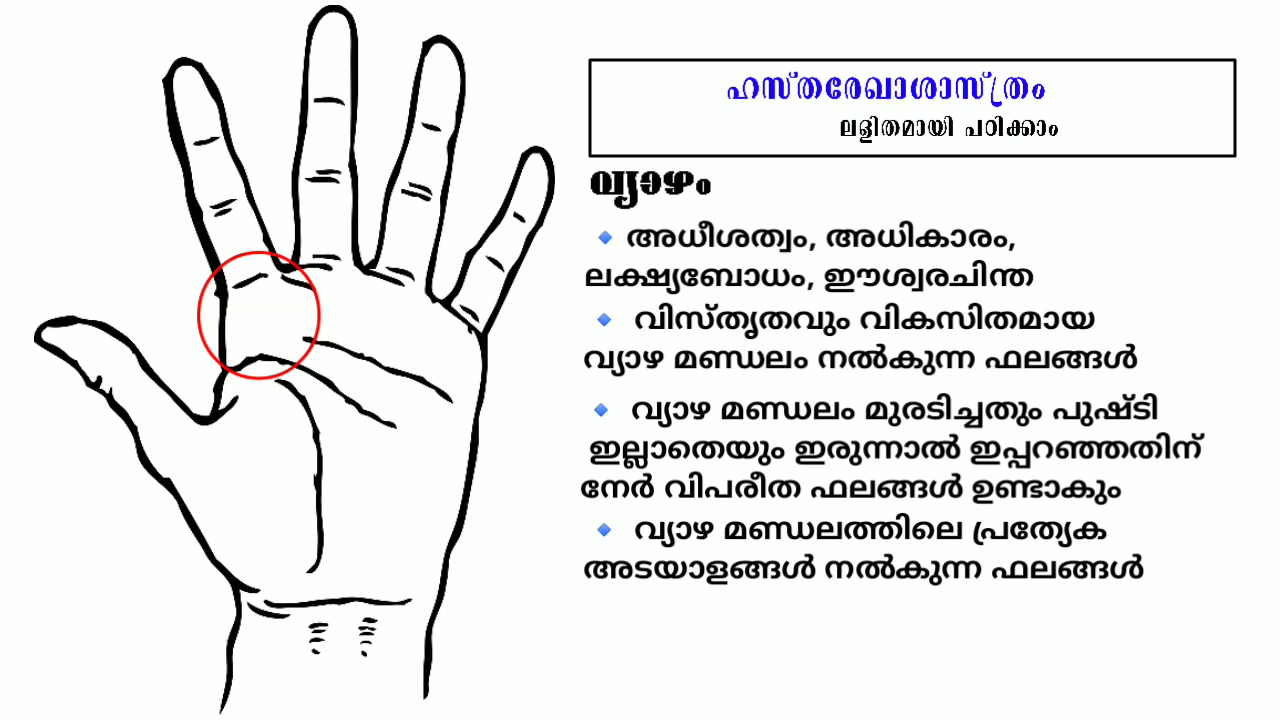 ഹസ്തരേഖാശാസ്ത്രം
ലളിതമായി പഠിക്കാം
വ്യാഴം
🔹 അധീശത്വം, അധികാരം,
ലക്ഷ്യബോധം, ഈശ്വരചിന്ത
🔹 വിസ്തൃതവും വികസിതമായ
വ്യാഴ മണ്ഡലം നൽകുന്ന ഫലങ്ങൾ
🔹 വ്യാഴ മണ്ഡലം മുരടിച്ചതും പുഷ്ടി
ഇല്ലാതെയും ഇരുന്നാൽ ഇപ്പറഞ്ഞതിന്
നേർ വിപരീത ഫലങ്ങൾ ഉണ്ടാകും
🔹 വ്യാഴ മണ്ഡലത്തിലെ പ്രത്യേക
അടയാളങ്ങൾ നൽകുന്ന ഫലങ്ങൾ